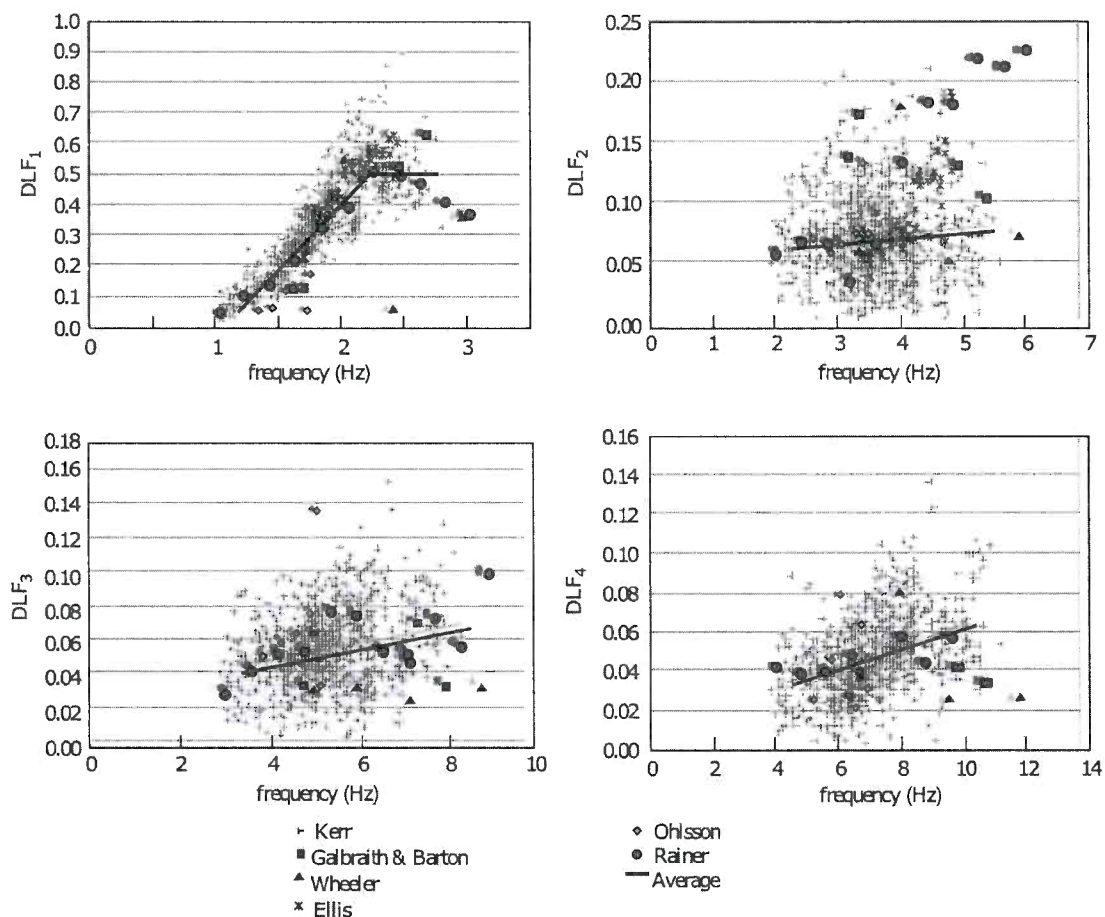 1.0
0.9
0.8
0.7
0.6
0.5
0.4
0.3
0.2
0.1
0.0
DLF₁
0 1 2 3
frequency (Hz)
0.25
0.20
0.15
0.10
0.05
0.00
DLF₂
0 1 2 3 4 5 6 7
frequency (Hz)
0.18
0.16
0.14
0.12
0.10
0.08
0.06
0.04
0.02
0.00
DLF₃
0 2 4 6 8 10
frequency (Hz)
0.16
0.14
0.12
0.10
0.08
0.06
0.04
0.02
0.00
DLF₄
0 2 4 6 8 10 12 14
frequency (Hz)
Kerr
Galbraith & Barton
Wheeler
Ellis
Ohlsson
Rainer
Average